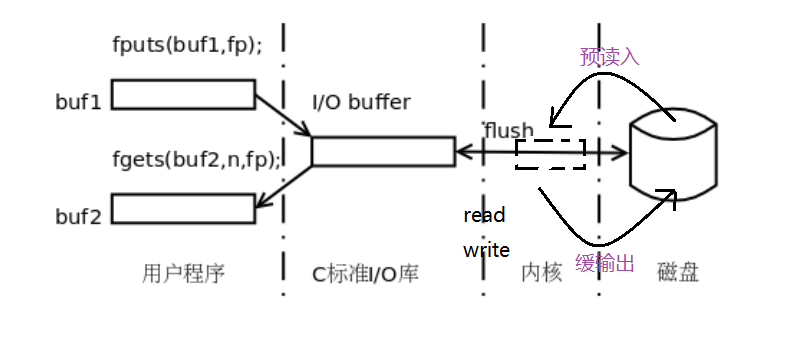 fputs(buf1,fp);
预读入
buf1
I/O buffer
flush
fgets(buf2,n,fp);
buf2
read
write
用户程序
C标准I/O库
内核
缓输出
磁盘